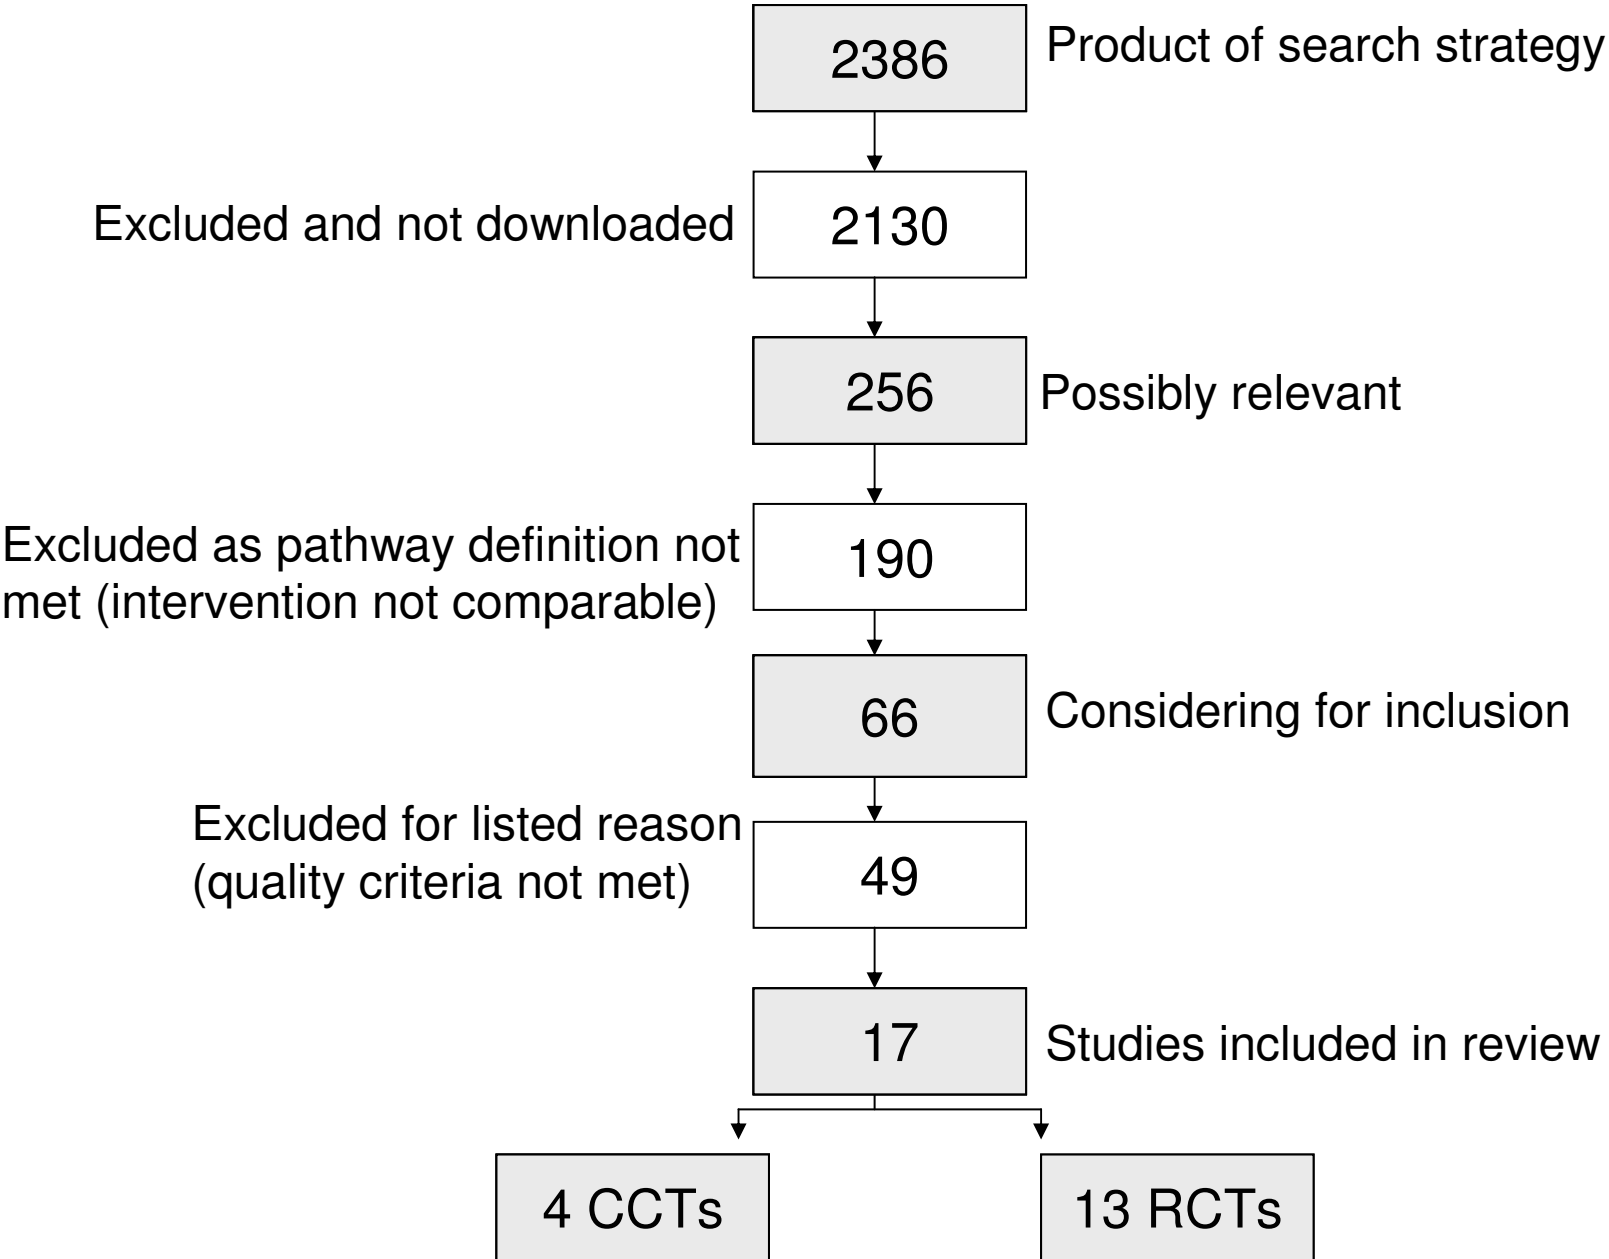 2386
Product of search strategy
Excluded and not downloaded
2130
256
Possibly relevant
Excluded as pathway definition not
met (intervention not comparable)
190
66
Considering for inclusion
Excluded for listed reason
(quality criteria not met)
49
17
Studies included in review
4 CCTs
13 RCTs